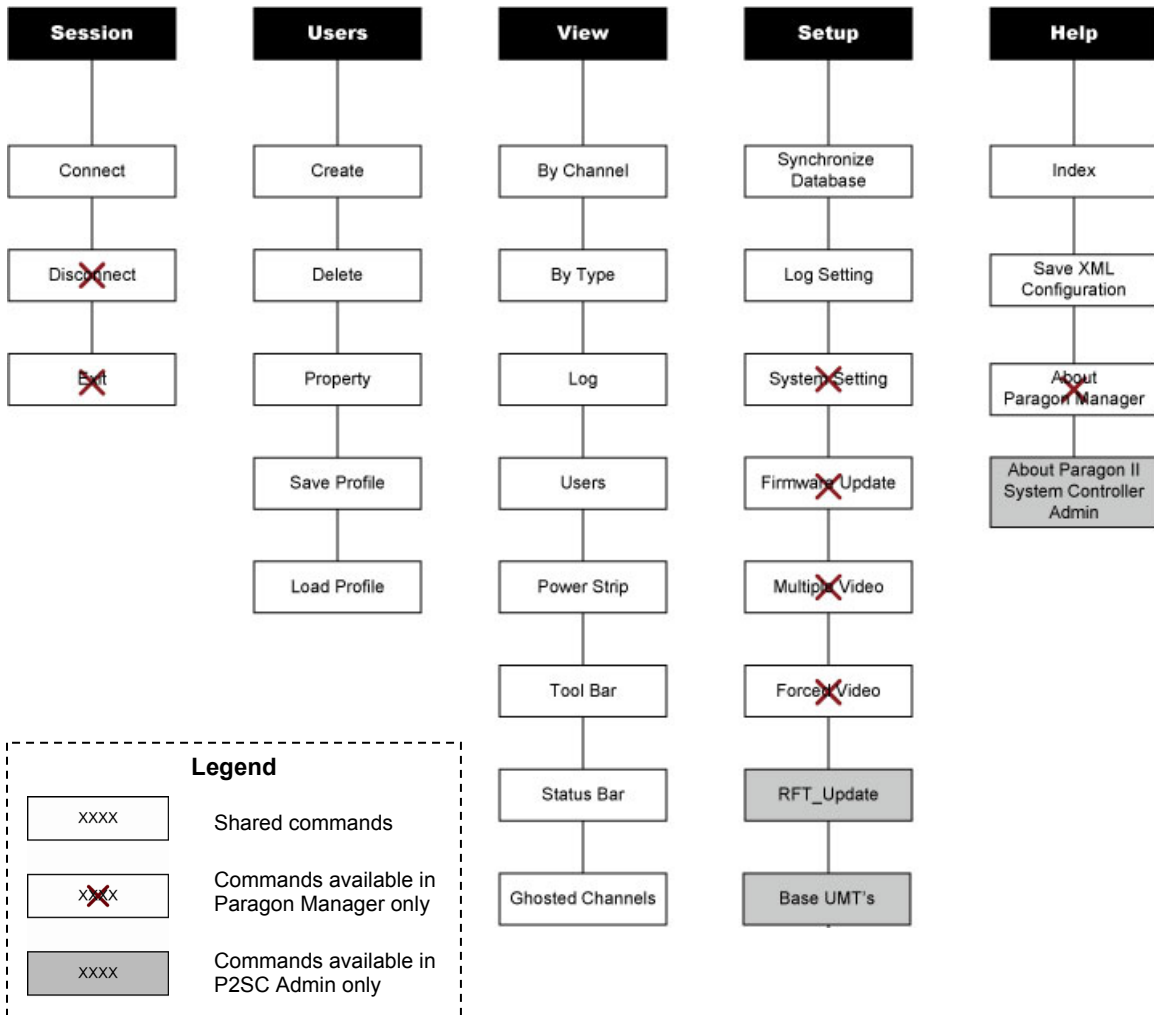 Session
Connect
Disconnect
Exit
Users
Create
Delete
Property
Save Profile
Load Profile
View
By Channel
By Type
Log
Users
Power Strip
Tool Bar
Status Bar
Ghosted Channels
Setup
Synchronize
Database
Log Setting
System Setting
Firmware Update
Multiple Video
Forced Video
RFT_Update
Base UMT's
Help
Index
Save XML
Configuration
About
Paragon Manager
About Paragon II
System Controller
Admin
Legend
XXXX
Shared commands
XXXX
Commands available in
Paragon Manager only
XXXX
Commands available in
P2SC Admin only